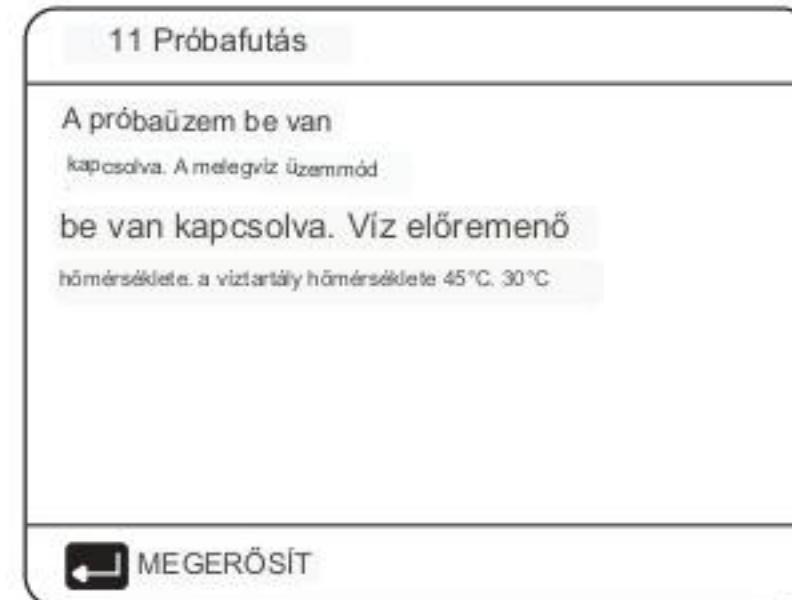 11 Próbafutás
A próbaüzem be van
kapcsolva. A melegvíz üzemmód
be van kapcsolva. Víz előremenő
hőmérséklete. a víztartály hőmérséklete 45°C. 30°C
MEGERŐSÍT